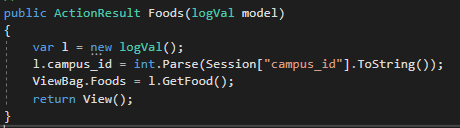 public ActionResult Foods(logVal model)
{
var l = new logVal();
l.campus_id = int.Parse(Session["campus_id"].ToString());
ViewBag.Foods = l.GetFood();
return View();
}